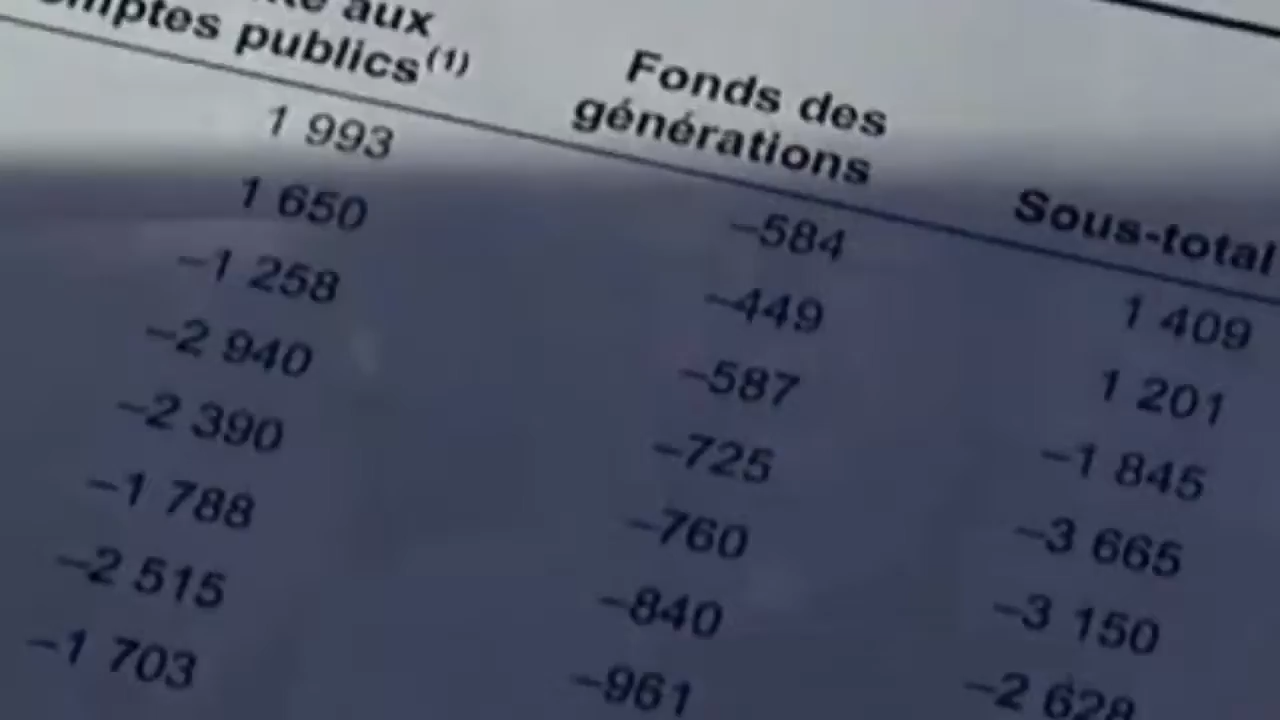 aux
publics(1) Fonds des
générations Sous-total
1 993 –584 1 409
1 650 –449 1 201
–1 258 –587 –1 845
–2 940 –725 –3 665
–2 390 –760 –3 150
–1 788 –840 –2 628
–2 515 –961
–1 703